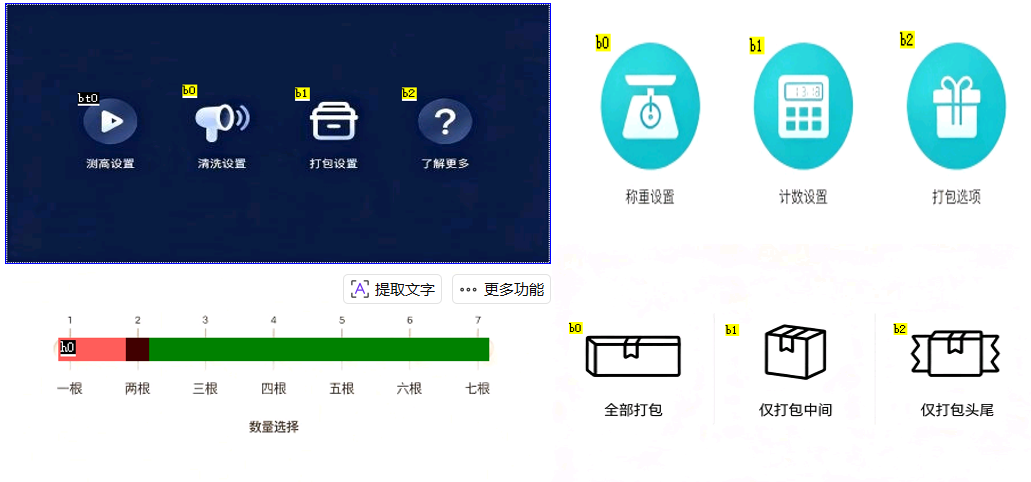 bt0
b0
b1
b2
测高设置
清洗设置
打包设置
了解更多
b0
b1
b2
1318
称重设置
计数设置
打包选项
提取文字
更多功能
1 2 3 4 5 6 7
h0
一根 两根 三根 四根 五根 六根 七根
数量选择
b0
b1
b2
全部打包
仅打包中间
仅打包头尾